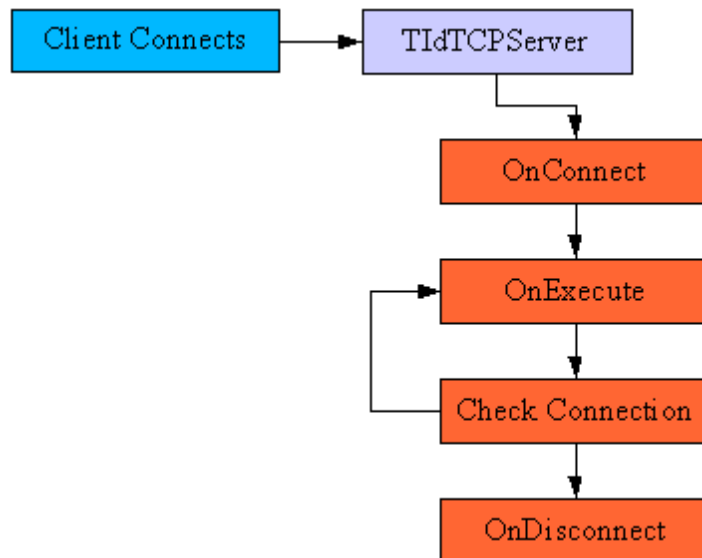 Client Connects
TIdTCPServer
OnConnect
OnExecute
Check Connection
OnDisconnect